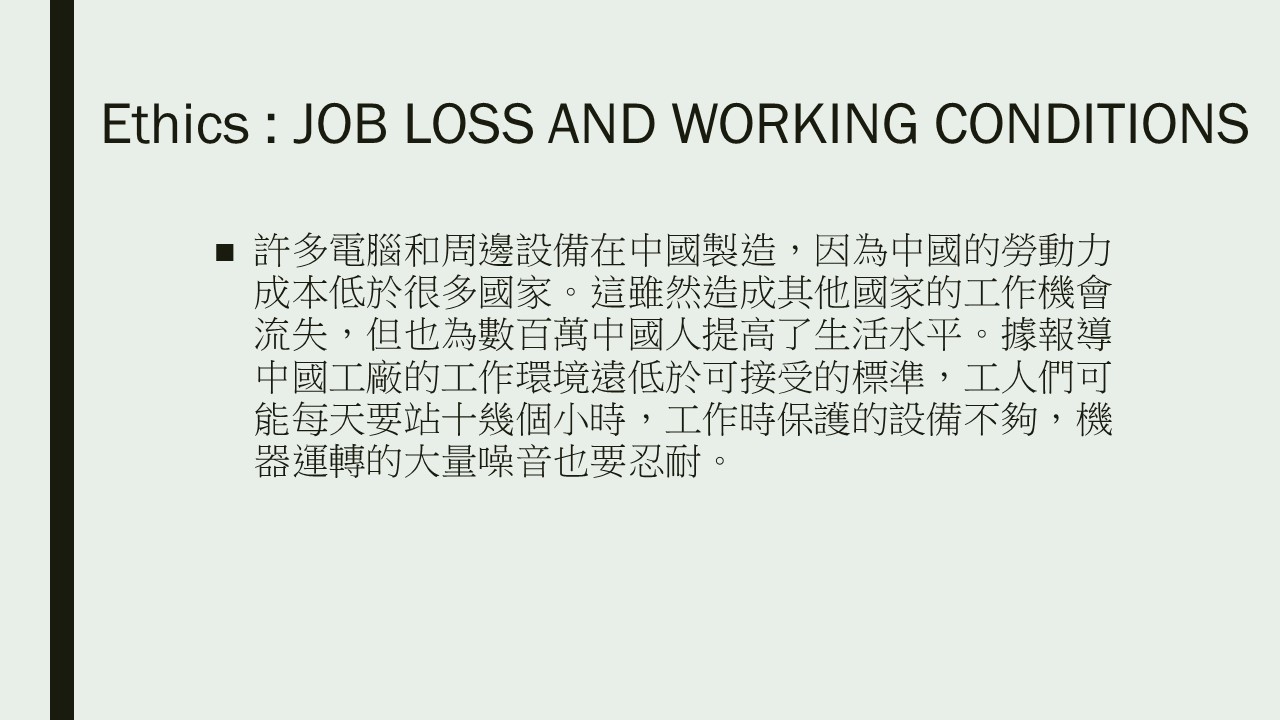 Ethics : JOB LOSS AND WORKING CONDITIONS
■ 許多電腦和周邊設備在中國製造，因為中國的勞動力
成本低於很多國家。這雖然造成其他國家的工作機會
流失，但也為數百萬中國人提高了生活水平。據報導
中國工廠的工作環境遠低於可接受的標準，工人們可
能每天要站十幾個小時，工作時保護的設備不夠，機
器運轉的大量噪音也要忍耐。